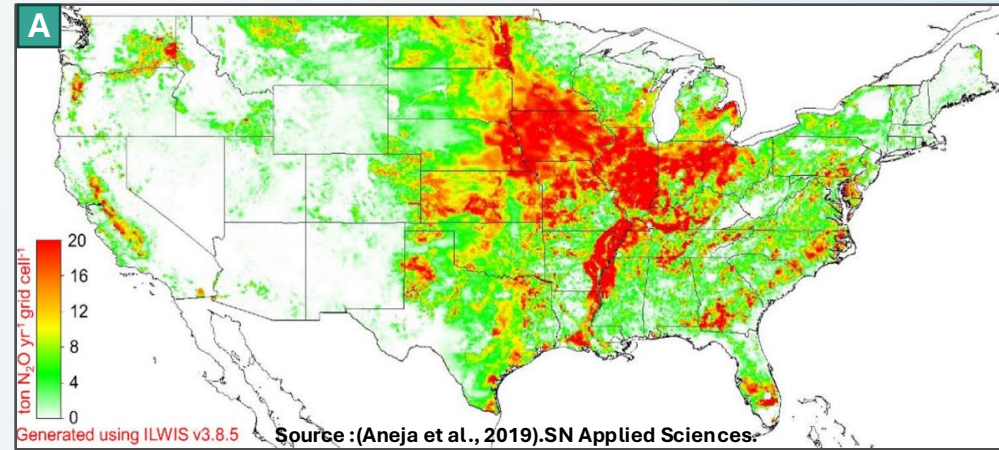 A
ton N₂O yr⁻¹ grid cell⁻¹
20
16
12
8
4
0
Generated using ILWIS v3.8.5
Source :(Aneja et al., 2019).SN Applied Sciences.